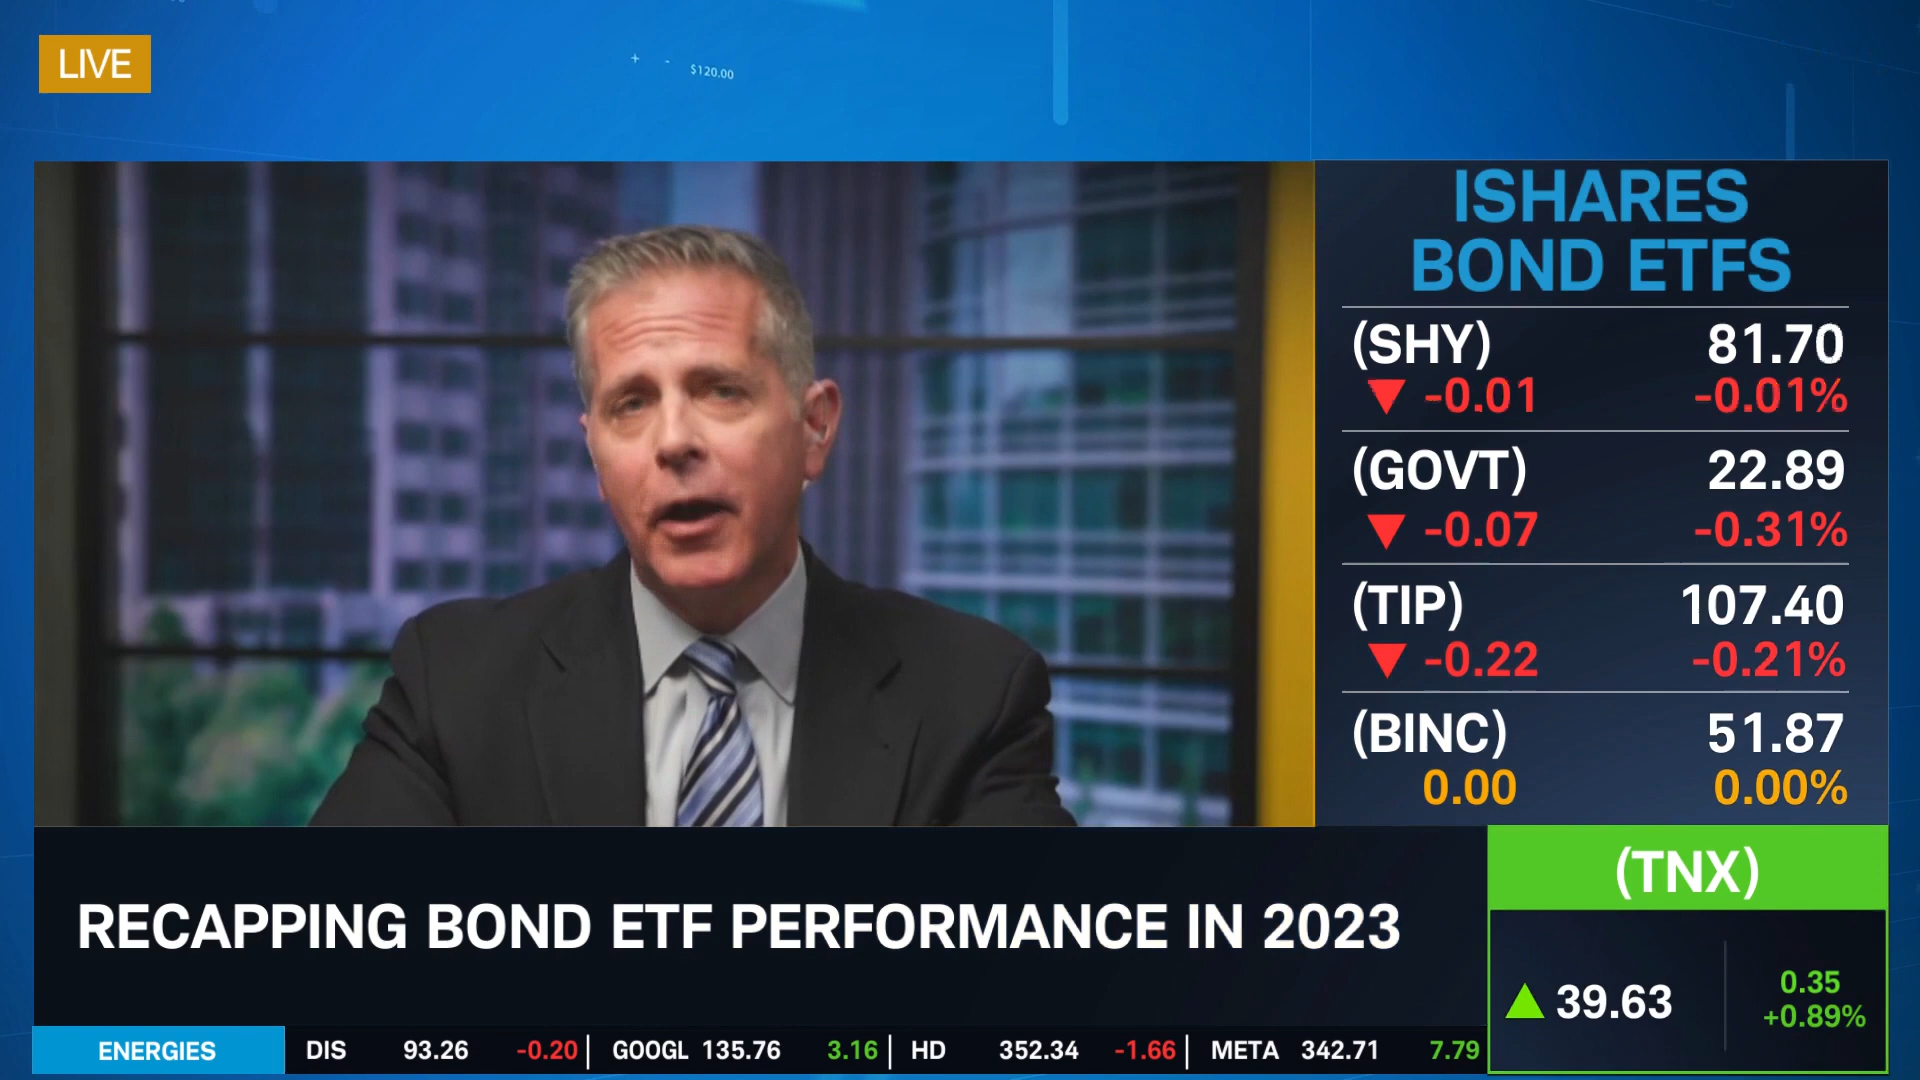 LIVE
+ - $120.00
ISHARES
BOND ETFS
(SHY) 81.70
▼ -0.01 -0.01%
(GOVT) 22.89
▼ -0.07 -0.31%
(TIP) 107.40
▼ -0.22 -0.21%
(BINC) 51.87
0.00 0.00%
RECAPPING BOND ETF PERFORMANCE IN 2023
(TNX)
▲ 39.63
0.35
+0.89%
ENERGIES DIS 93.26 -0.20 | GOOGL 135.76 3.16 | HD 352.34 -1.66 | META 342.71 7.79